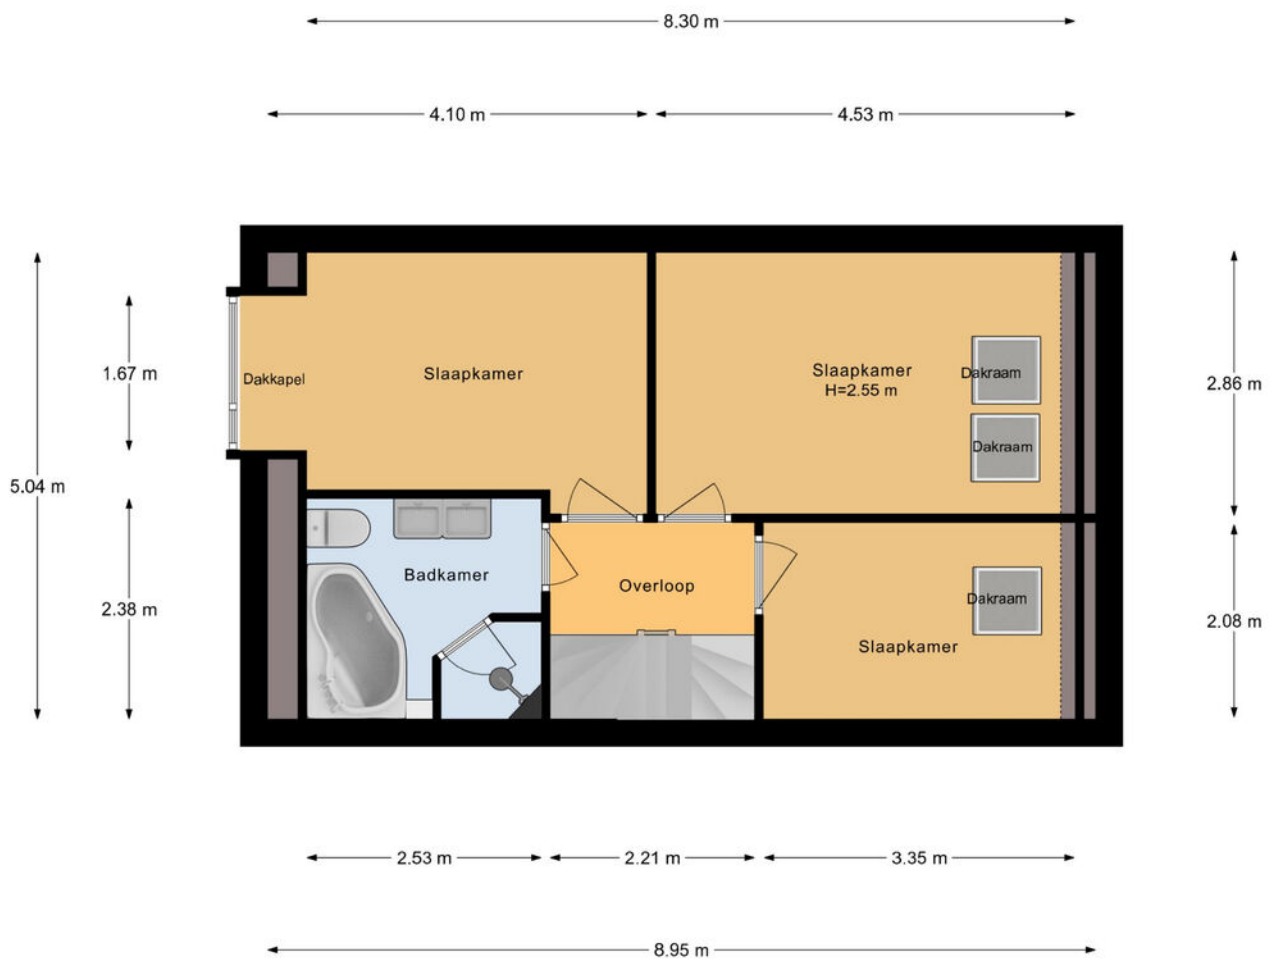 8.30 m
4.10 m
4.53 m
Dakkapel
Slaapkamer
Slaapkamer
H=2.55 m
Dakraam
Dakraam
1.67 m
2.86 m
5.04 m
Badkamer
Overloop
Dakraam
Slaapkamer
2.38 m
2.08 m
2.53 m
2.21 m
3.35 m
8.95 m